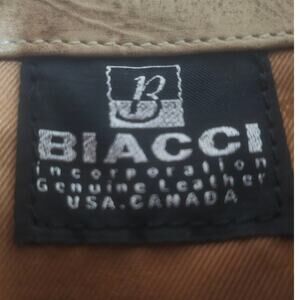 B
BIACCI
incorporation
Genuine Leather
USA.CANADA